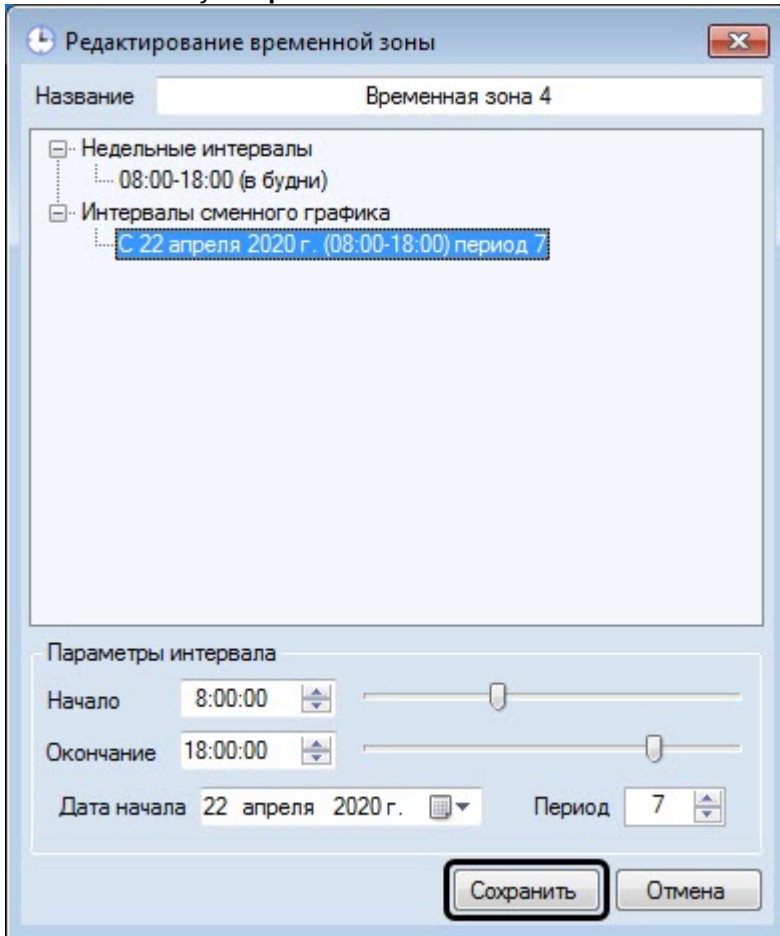 Редактирование временной зоны
Название Временная зона 4
Недельные интервалы
08:00-18:00 (в будни)
Интервалы сменного графика
С 22 апреля 2020 г. (08:00-18:00) период 7
Параметры интервала
Начало 8:00:00
Окончание 18:00:00
Дата начала 22 апреля 2020 г. Период 7
Сохранить Отмена